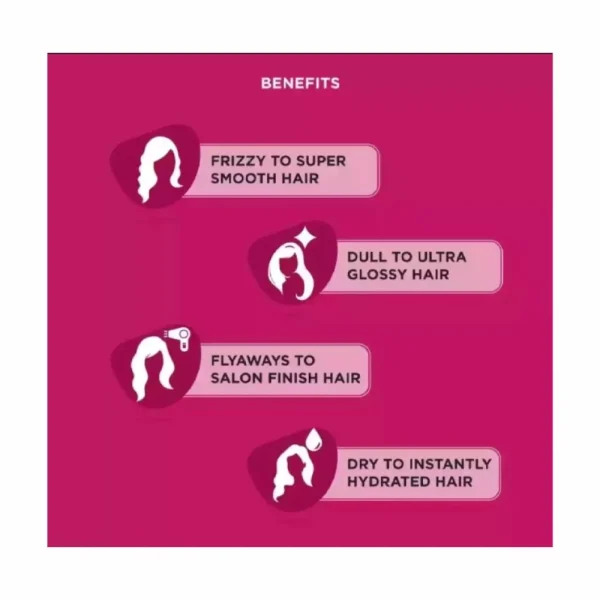 BENEFITS
FRIZZY TO SUPER
SMOOTH HAIR
DULL TO ULTRA
GLOSSY HAIR
FLYAWAYS TO
SALON FINISH HAIR
DRY TO INSTANTLY
HYDRATED HAIR